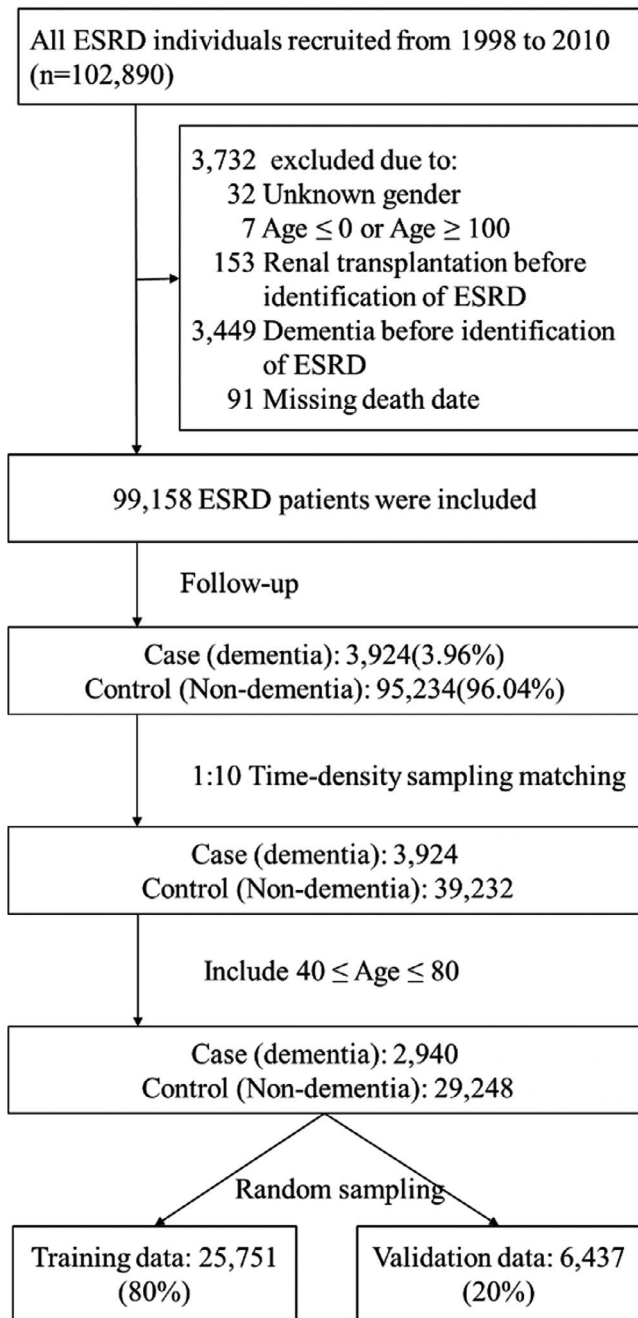 All ESRD individuals recruited from 1998 to 2010
(n=102,890)
3,732 excluded due to:
32 Unknown gender
7 Age ≤ 0 or Age ≥ 100
153 Renal transplantation before
identification of ESRD
3,449 Dementia before identification
of ESRD
91 Missing death date
99,158 ESRD patients were included
Follow-up
Case (dementia): 3,924(3.96%)
Control (Non-dementia): 95,234(96.04%)
1:10 Time-density sampling matching
Case (dementia): 3,924
Control (Non-dementia): 39,232
Include 40 ≤ Age ≤ 80
Case (dementia): 2,940
Control (Non-dementia): 29,248
Random sampling
Training data: 25,751
(80%)
Validation data: 6,437
(20%)